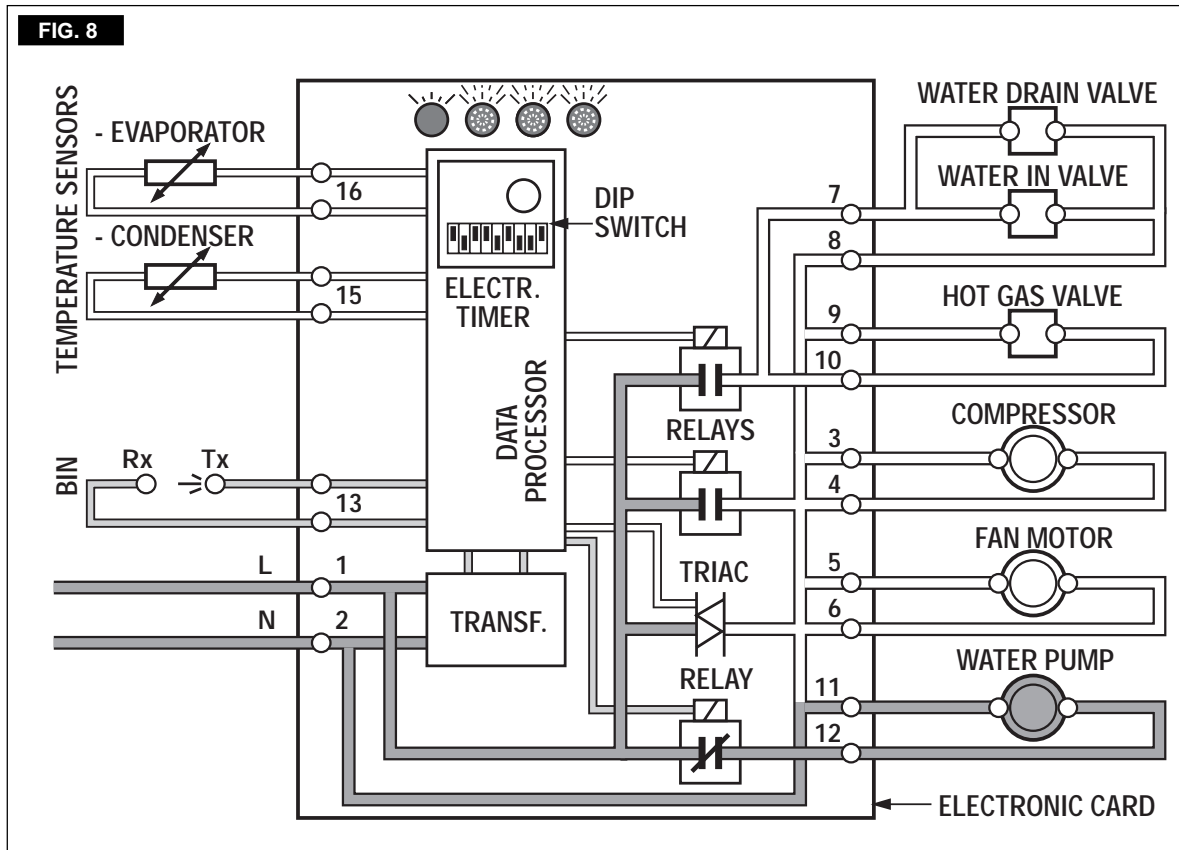 FIG. 8
TEMPERATURE SENSORS
- EVAPORATOR
16
- CONDENSER
15
BIN
Rx
Tx
13
L
1
N
2
DIP
SWITCH
ELECTR.
TIMER
DATA
PROCESSOR
TRANSF.
RELAYS
TRIAC
RELAY
WATER DRAIN VALVE
WATER IN VALVE
7
8
HOT GAS VALVE
9
10
COMPRESSOR
3
4
FAN MOTOR
5
6
WATER PUMP
11
12
ELECTRONIC CARD